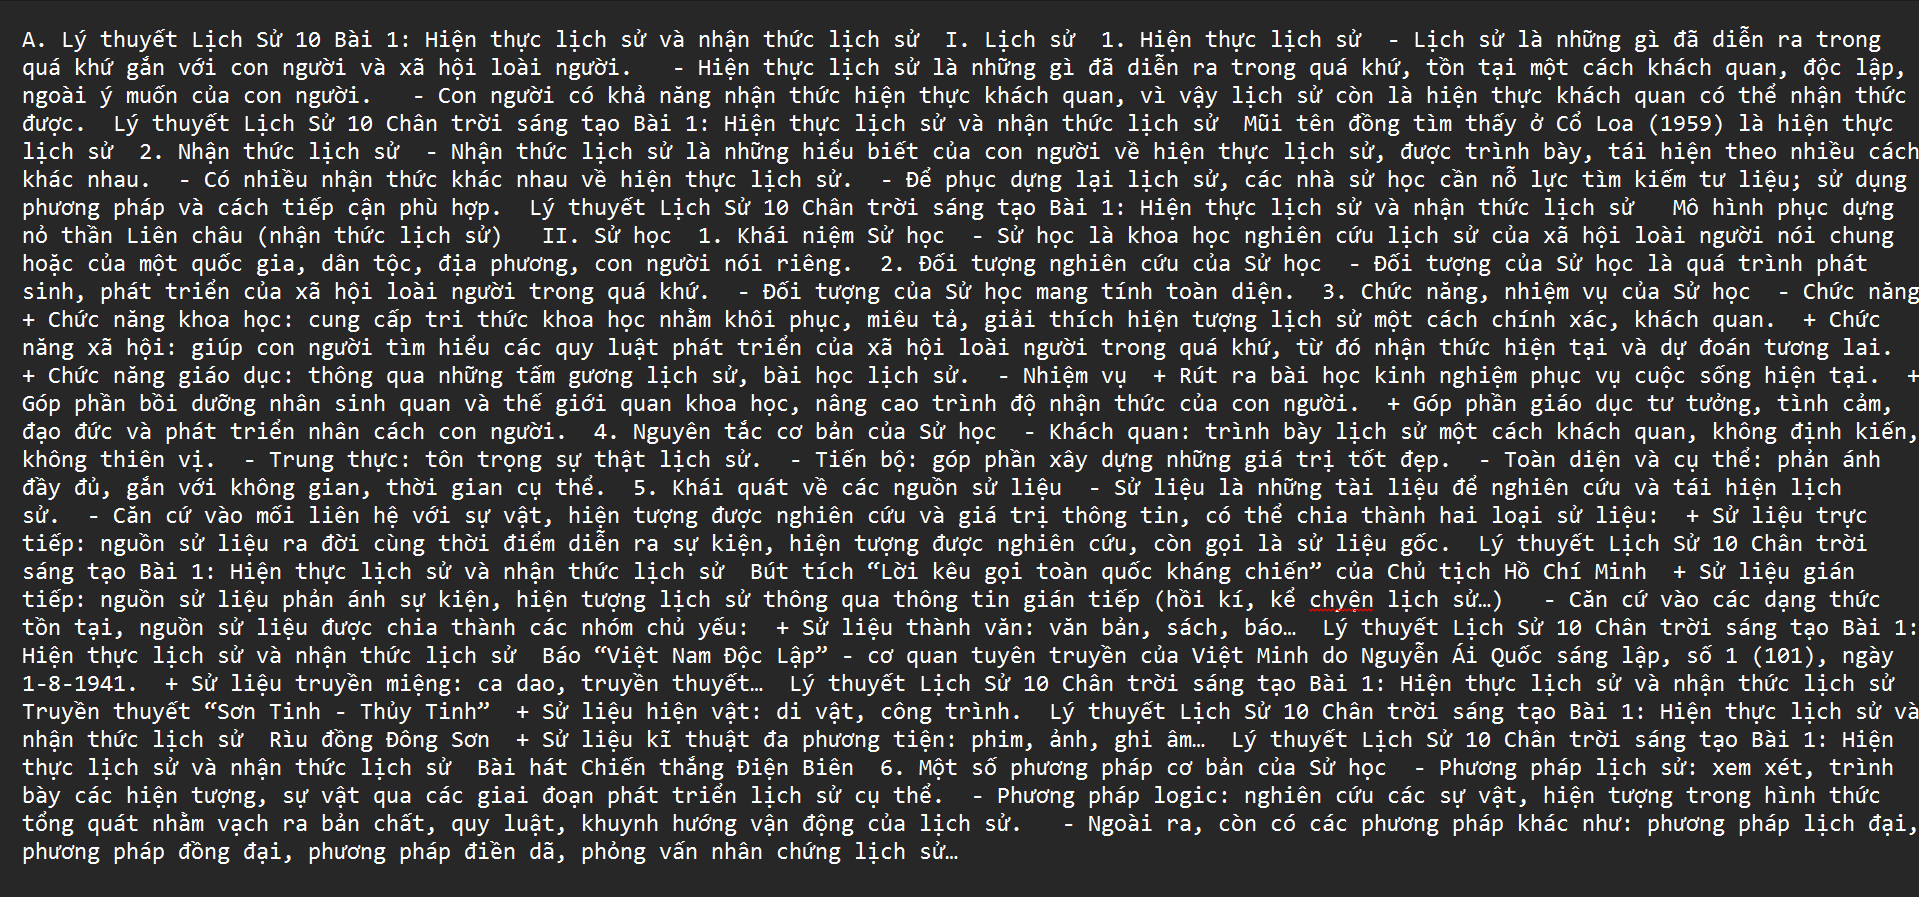 A. Lý thuyết Lịch Sử 10 Bài 1: Hiện thực lịch sử và nhận thức lịch sử  I. Lịch sử  1. Hiện thực lịch sử  - Lịch sử là những gì đã diễn ra trong
quá khứ gắn với con người và xã hội loài người.   - Hiện thực lịch sử là những gì đã diễn ra trong quá khứ, tồn tại một cách khách quan, độc lập,
ngoài ý muốn của con người.   - Con người có khả năng nhận thức hiện thực khách quan, vì vậy lịch sử còn là hiện thực khách quan có thể nhận thức
được.  Lý thuyết Lịch Sử 10 Chân trời sáng tạo Bài 1: Hiện thực lịch sử và nhận thức lịch sử  Mũi tên đồng tìm thấy ở Cổ Loa (1959) là hiện thực
lịch sử  2. Nhận thức lịch sử  - Nhận thức lịch sử là những hiểu biết của con người về hiện thực lịch sử, được trình bày, tái hiện theo nhiều cách
khác nhau.  - Có nhiều nhận thức khác nhau về hiện thực lịch sử.  - Để phục dựng lại lịch sử, các nhà sử học cần nỗ lực tìm kiếm tư liệu; sử dụng
phương pháp và cách tiếp cận phù hợp.  Lý thuyết Lịch Sử 10 Chân trời sáng tạo Bài 1: Hiện thực lịch sử và nhận thức lịch sử   Mô hình phục dựng
nỏ thần Liên châu (nhận thức lịch sử)   II. Sử học  1. Khái niệm Sử học  - Sử học là khoa học nghiên cứu lịch sử của xã hội loài người nói chung
hoặc của một quốc gia, dân tộc, địa phương, con người nói riêng.  2. Đối tượng nghiên cứu của Sử học  - Đối tượng của Sử học là quá trình phát
sinh, phát triển của xã hội loài người trong quá khứ.  - Đối tượng của Sử học mang tính toàn diện.  3. Chức năng, nhiệm vụ của Sử học  - Chức năng
+ Chức năng khoa học: cung cấp tri thức khoa học nhằm khôi phục, miêu tả, giải thích hiện tượng lịch sử một cách chính xác, khách quan.  + Chức
năng xã hội: giúp con người tìm hiểu các quy luật phát triển của xã hội loài người trong quá khứ, từ đó nhận thức hiện tại và dự đoán tương lai.
+ Chức năng giáo dục: thông qua những tấm gương lịch sử, bài học lịch sử.  - Nhiệm vụ  + Rút ra bài học kinh nghiệm phục vụ cuộc sống hiện tại.  +
Góp phần bồi dưỡng nhân sinh quan và thế giới quan khoa học, nâng cao trình độ nhận thức của con người.  + Góp phần giáo dục tư tưởng, tình cảm,
đạo đức và phát triển nhân cách con người.  4. Nguyên tắc cơ bản của Sử học  - Khách quan: trình bày lịch sử một cách khách quan, không định kiến,
không thiên vị.  - Trung thực: tôn trọng sự thật lịch sử.  - Tiến bộ: góp phần xây dựng những giá trị tốt đẹp.  - Toàn diện và cụ thể: phản ánh
đầy đủ, gắn với không gian, thời gian cụ thể.  5. Khái quát về các nguồn sử liệu  - Sử liệu là những tài liệu để nghiên cứu và tái hiện lịch
sử.  - Căn cứ vào mối liên hệ với sự vật, hiện tượng được nghiên cứu và giá trị thông tin, có thể chia thành hai loại sử liệu:  + Sử liệu trực
tiếp: nguồn sử liệu ra đời cùng thời điểm diễn ra sự kiện, hiện tượng được nghiên cứu, còn gọi là sử liệu gốc.  Lý thuyết Lịch Sử 10 Chân trời
sáng tạo Bài 1: Hiện thực lịch sử và nhận thức lịch sử  Bút tích “Lời kêu gọi toàn quốc kháng chiến” của Chủ tịch Hồ Chí Minh  + Sử liệu gián
tiếp: nguồn sử liệu phản ánh sự kiện, hiện tượng lịch sử thông qua thông tin gián tiếp (hồi kí, kể chyện lịch sử…)   - Căn cứ vào các dạng thức
tồn tại, nguồn sử liệu được chia thành các nhóm chủ yếu:  + Sử liệu thành văn: văn bản, sách, báo…  Lý thuyết Lịch Sử 10 Chân trời sáng tạo Bài 1:
Hiện thực lịch sử và nhận thức lịch sử  Báo “Việt Nam Độc Lập” - cơ quan tuyên truyền của Việt Minh do Nguyễn Ái Quốc sáng lập, số 1 (101), ngày
1-8-1941.  + Sử liệu truyền miệng: ca dao, truyền thuyết…  Lý thuyết Lịch Sử 10 Chân trời sáng tạo Bài 1: Hiện thực lịch sử và nhận thức lịch sử
Truyền thuyết “Sơn Tinh - Thủy Tinh”  + Sử liệu hiện vật: di vật, công trình.  Lý thuyết Lịch Sử 10 Chân trời sáng tạo Bài 1: Hiện thực lịch sử và
nhận thức lịch sử  Rìu đồng Đông Sơn  + Sử liệu kĩ thuật đa phương tiện: phim, ảnh, ghi âm…  Lý thuyết Lịch Sử 10 Chân trời sáng tạo Bài 1: Hiện
thực lịch sử và nhận thức lịch sử  Bài hát Chiến thắng Điện Biên  6. Một số phương pháp cơ bản của Sử học  - Phương pháp lịch sử: xem xét, trình
bày các hiện tượng, sự vật qua các giai đoạn phát triển lịch sử cụ thể.  - Phương pháp logic: nghiên cứu các sự vật, hiện tượng trong hình thức
tổng quát nhằm vạch ra bản chất, quy luật, khuynh hướng vận động của lịch sử.   - Ngoài ra, còn có các phương pháp khác như: phương pháp lịch đại,
phương pháp đồng đại, phương pháp điền dã, phỏng vấn nhân chứng lịch sử…